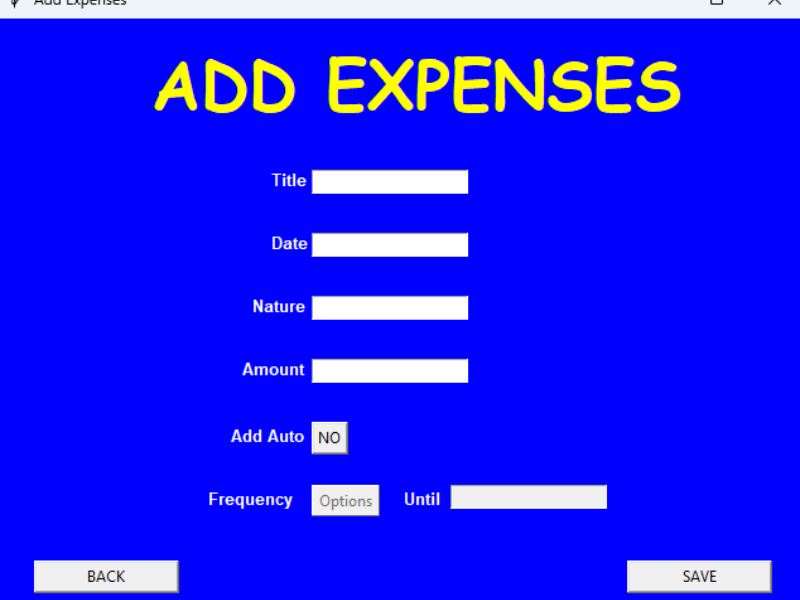 Add Expenses
ADD EXPENSES
Title
Date
Nature
Amount
Add Auto NO
Frequency Options Until
BACK SAVE